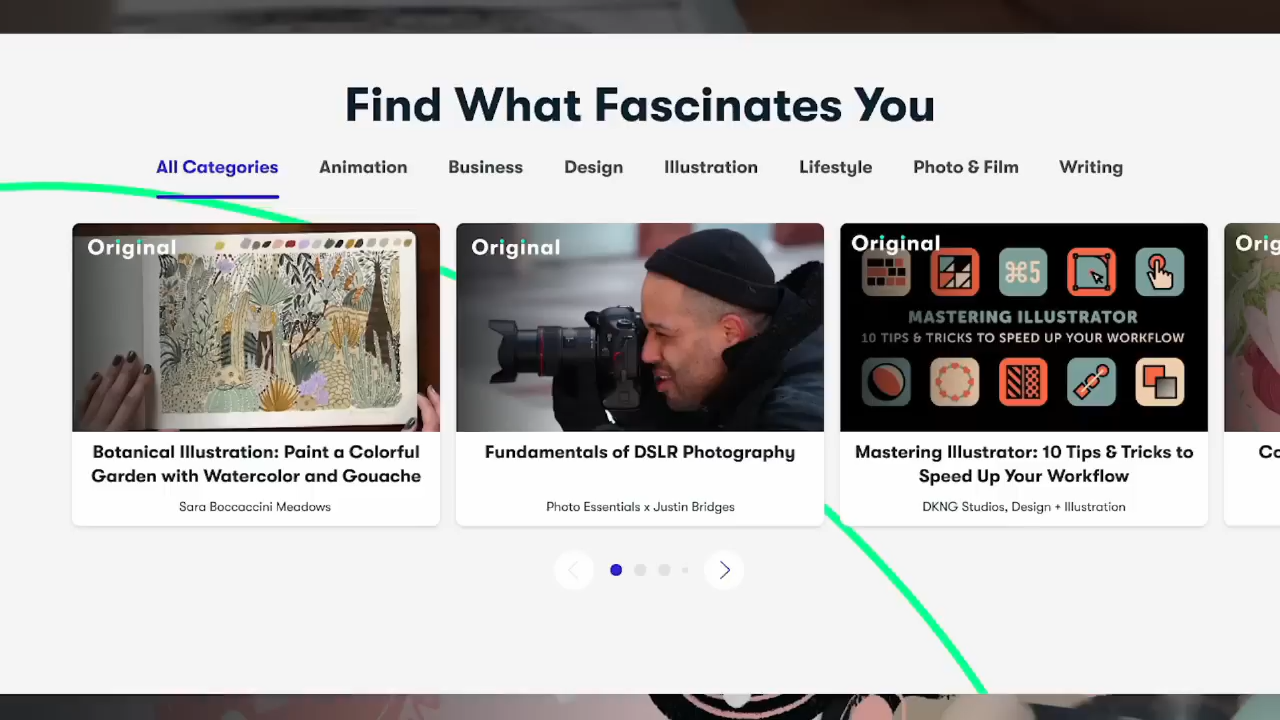 Find What Fascinates You
All Categories Animation Business Design Illustration Lifestyle Photo & Film Writing
Original
Original
Original
⌘5
MASTERING ILLUSTRATOR
10 TIPS & TRICKS TO SPEED UP YOUR WORKFLOW
Orig
Botanical Illustration: Paint a Colorful
Garden with Watercolor and Gouache
Sara Boccaccini Meadows
Fundamentals of DSLR Photography
Photo Essentials x Justin Bridges
Mastering Illustrator: 10 Tips & Tricks to
Speed Up Your Workflow
DKNG Studios, Design + Illustration
Co